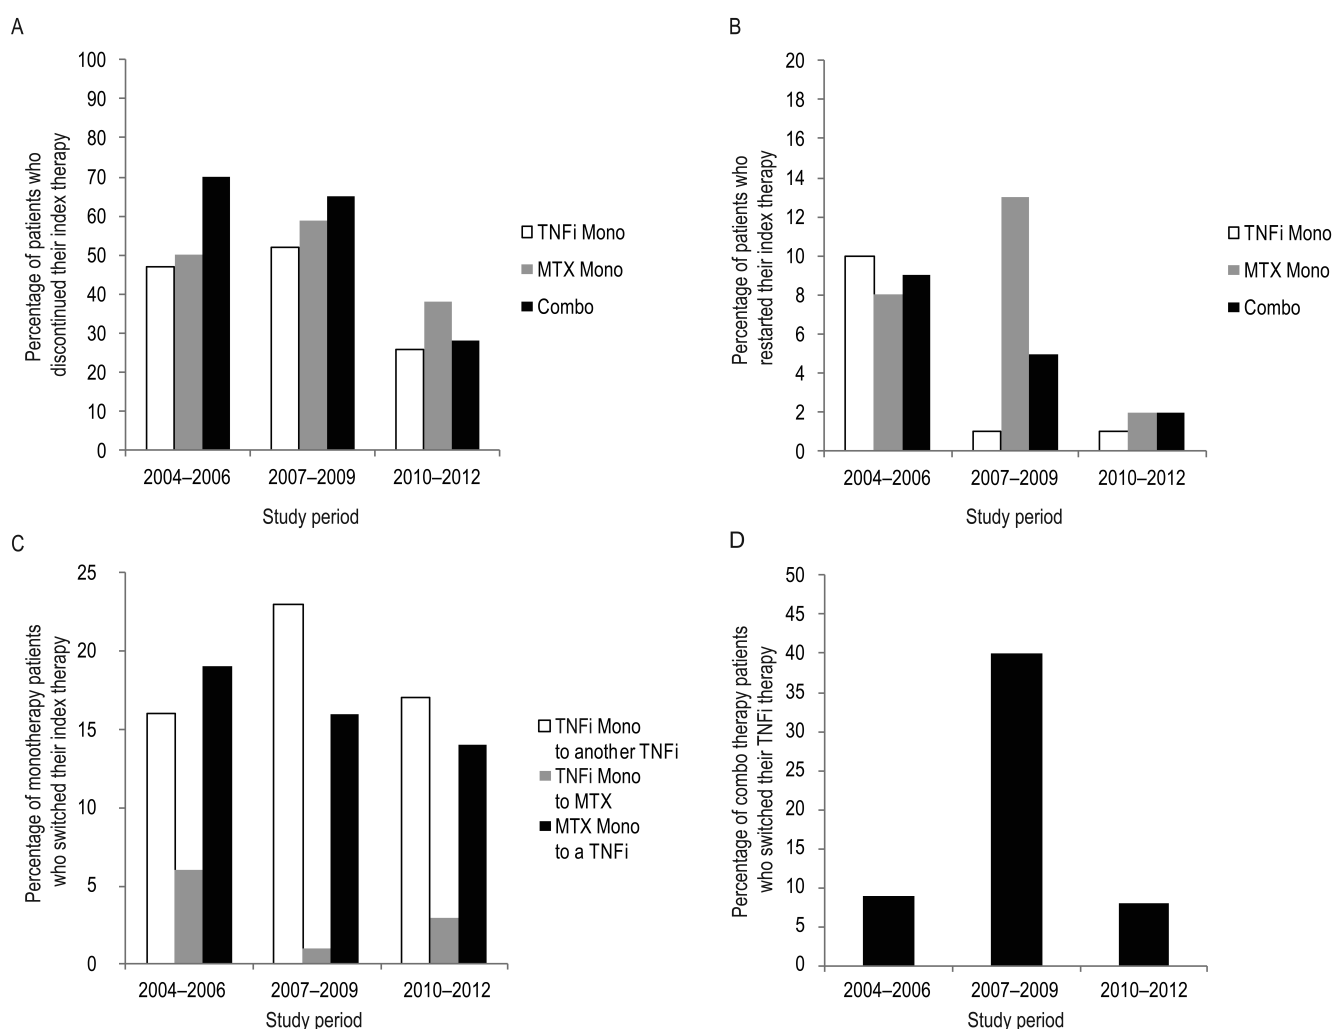 A
Percentage of patients who
discontinued their index therapy
100
90
80
70
60
50
40
30
20
10
0
2004–2006
2007–2009
2010–2012
Study period
TNFi Mono
MTX Mono
Combo
B
Percentage of patients who
restarted their index therapy
20
18
16
14
12
10
8
6
4
2
0
2004–2006
2007–2009
2010–2012
Study period
TNFi Mono
MTX Mono
Combo
C
Percentage of monotherapy patients
who switched their index therapy
25
20
15
10
5
0
2004–2006
2007–2009
2010–2012
Study period
TNFi Mono
to another TNFi
TNFi Mono
to MTX
MTX Mono
to a TNFi
D
Percentage of combo therapy patients
who switched their TNFi therapy
50
45
40
35
30
25
20
15
10
5
0
2004–2006
2007–2009
2010–2012
Study period